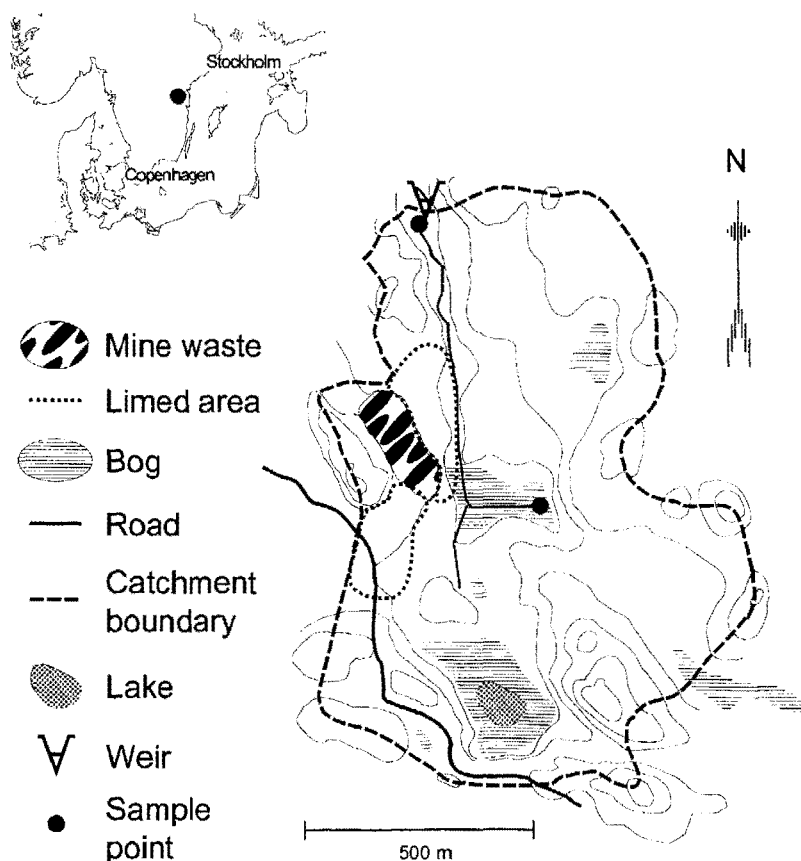 Stockholm
Copenhagen
N
Mine waste
Limed area
Bog
Road
Catchment
boundary
Lake
Weir
Sample
point
500 m